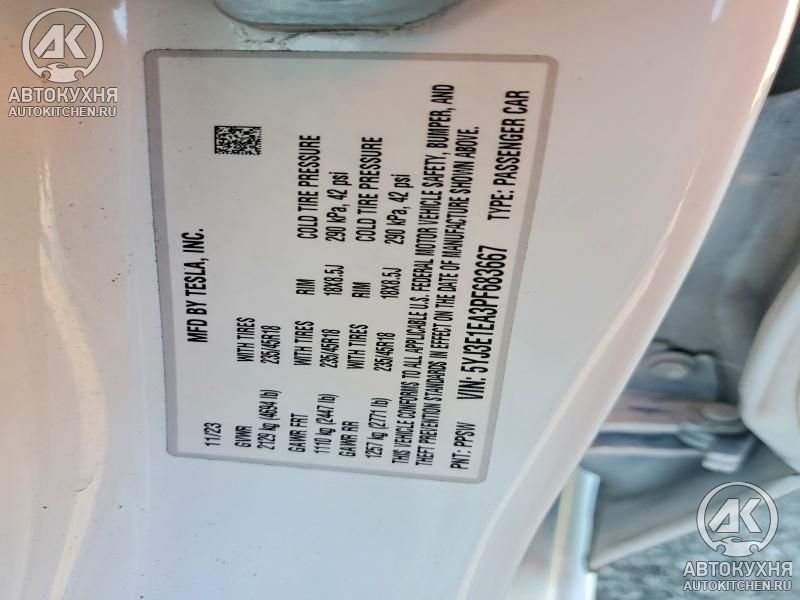 AK
АВТОКУХНЯ
AUTOKITCHEN.RU
MFD BY TESLA, INC.
11/23
GVWR WITH TIRES
2129 kg (4694 lb) 235/45R18
GAWR FRT WITH TIRES RIM COLD TIRE PRESSURE
1110 kg (2447 lb) 235/45R18 18X8.5J 290 kPa, 42 psi
GAWR RR WITH TIRES RIM COLD TIRE PRESSURE
1257 kg (2771 lb) 235/45R18 18X8.5J 290 kPa, 42 psi
THIS VEHICLE CONFORMS TO ALL APPLICABLE U.S. FEDERAL MOTOR VEHICLE SAFETY, BUMPER, AND
THEFT PREVENTION STANDARDS IN EFFECT ON THE DATE OF MANUFACTURE SHOWN ABOVE.
PNT: PPSW VIN: 5YJ3E1EA3PF683667 TYPE: PASSENGER CAR
AK
АВТОКУХНЯ
AUTOKITCHEN.RU